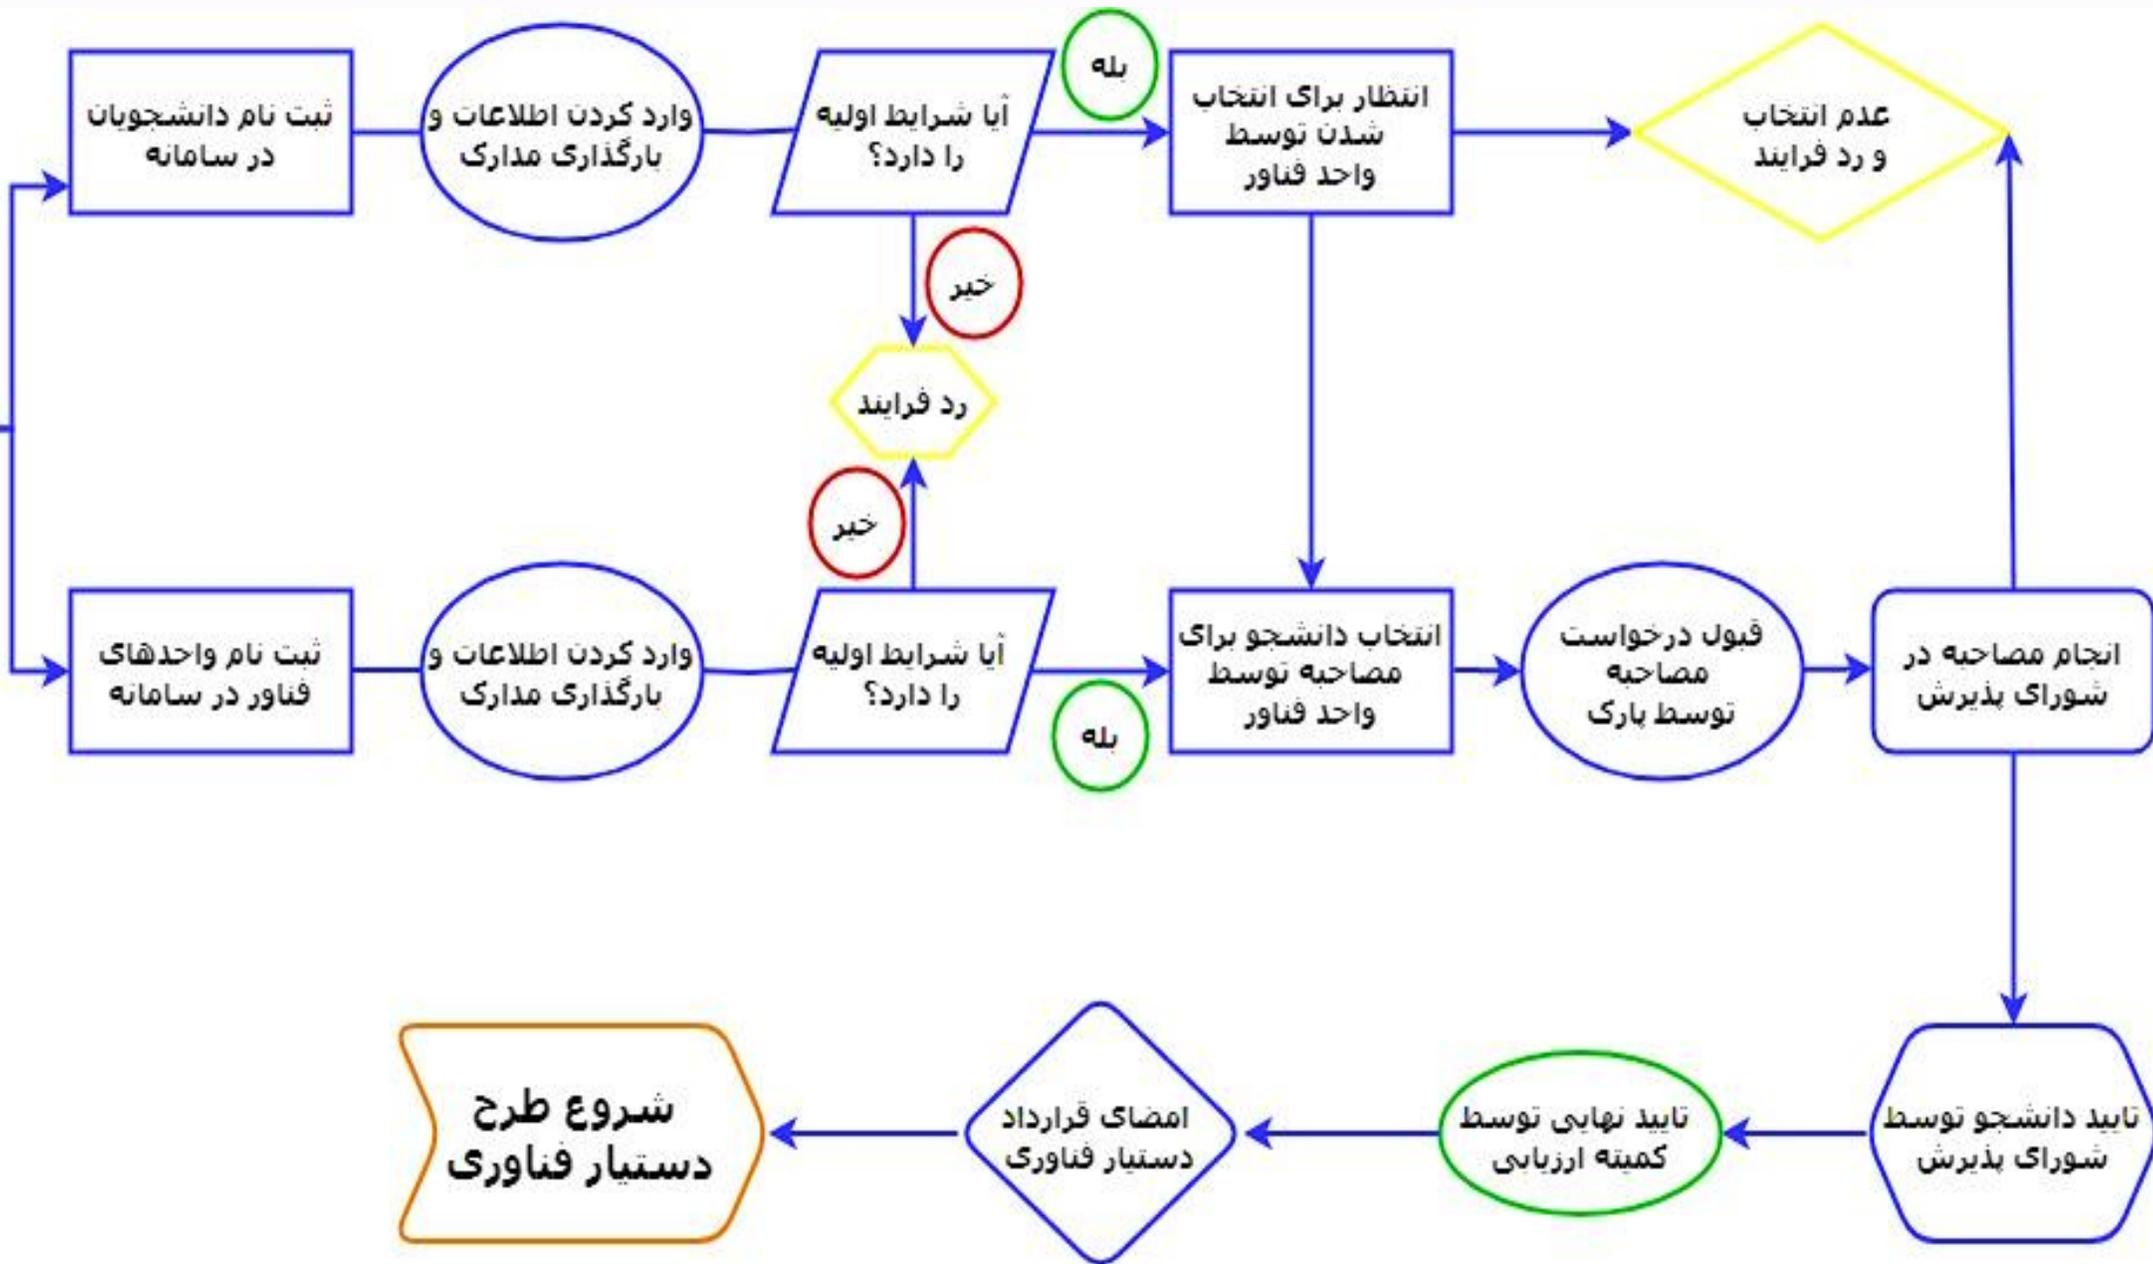 ثبت نام دانشجویان
در سامانه
وارد کردن اطلاعات و
بارگذاری مدارک
آیا شرایط اولیه
را دارد؟
بله
انتظار برای انتخاب
شدن توسط
واحد فناور
عدم انتخاب
و رد فرایند
خیر
رد فرایند
خیر
ثبت نام واحدهای
فناور در سامانه
وارد کردن اطلاعات و
بارگذاری مدارک
آیا شرایط اولیه
را دارد؟
بله
انتخاب دانشجو برای
مصاحبه توسط
واحد فناور
قبول درخواست
مصاحبه
توسط پارک
انجام مصاحبه در
شورای پذیرش
تایید دانشجو توسط
شورای پذیرش
تایید نهایی توسط
کمیته ارزیابی
امضای قرارداد
دستیار فناوری
شروع طرح
دستیار فناوری